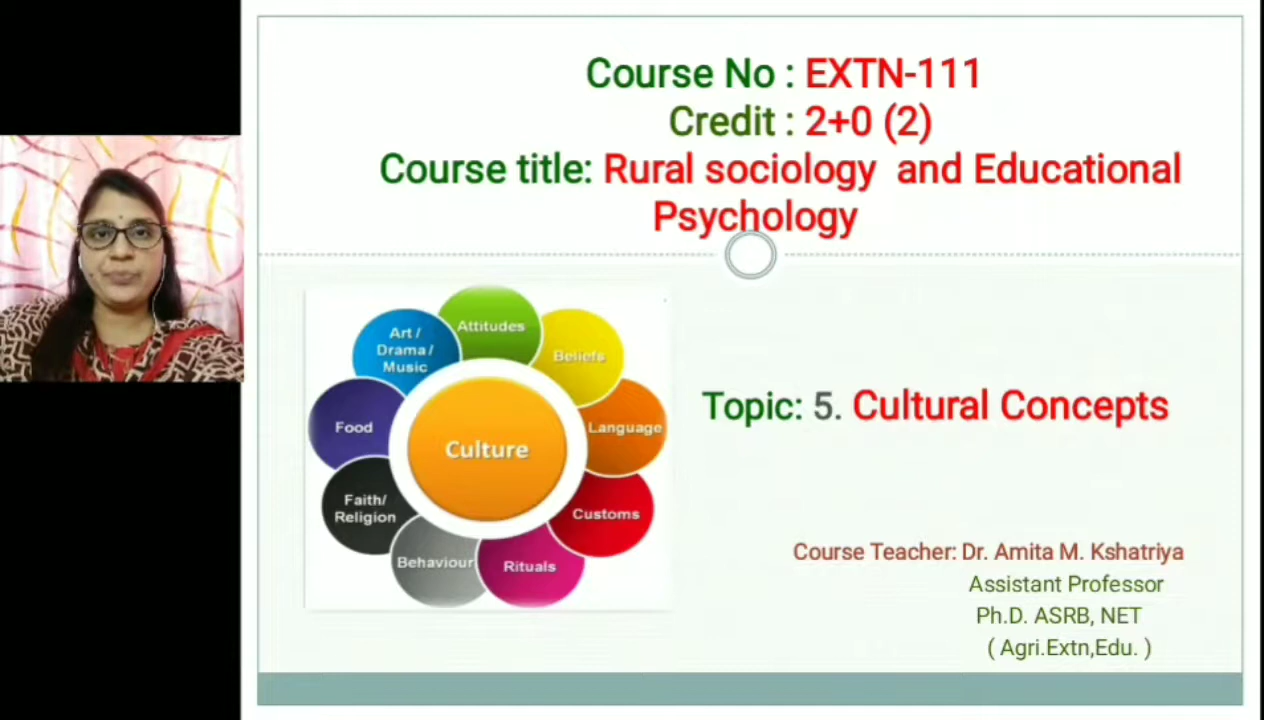 Course No : EXTN-111
Credit : 2+0 (2)
Course title: Rural sociology and Educational
Psychology
Attitudes
Art /
Drama /
Music
Beliefs
Food
Culture
Language
Faith/
Religion
Customs
Behaviour
Rituals
Topic: 5. Cultural Concepts
Course Teacher: Dr. Amita M. Kshatriya
Assistant Professor
Ph.D. ASRB, NET
( Agri.Extn,Edu. )